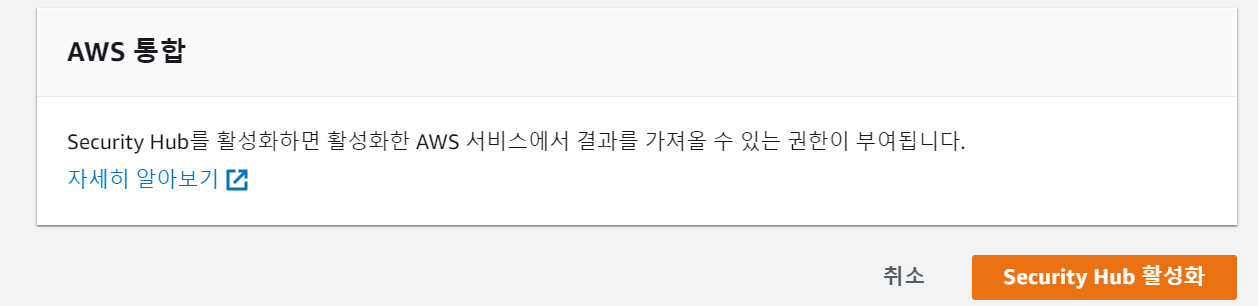 AWS 통합
Security Hub를 활성화하면 활성화한 AWS 서비스에서 결과를 가져올 수 있는 권한이 부여됩니다.
자세히 알아보기
취소
Security Hub 활성화